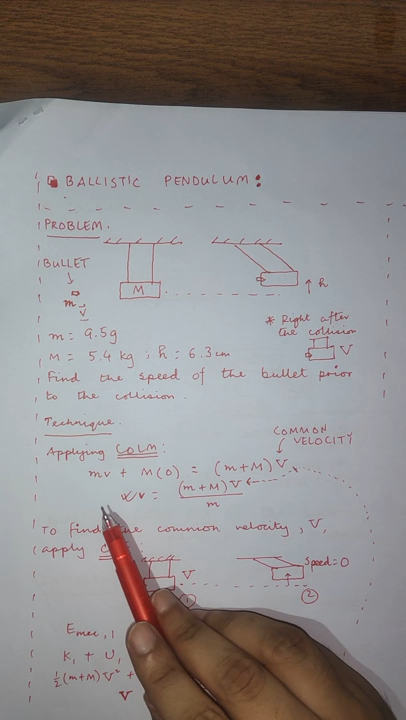 BALLISTIC PENDULUM:
PROBLEM.
BULLET
m
v
M
h
* Right after
the collision
V
m = 9.5g
M = 5.4 kg ; h = 6.3 cm
Find the speed of the bullet prior
to the collision.
Technique.
COMMON
VELOCITY
Applying COLM:
mv + M(0) = (m+M)V
v = (m+M)V / m
To find the common velocity, V,
apply
V
Speed=0
1
2
Emec, 1
K1 + U1
½(m+M)V² +
V